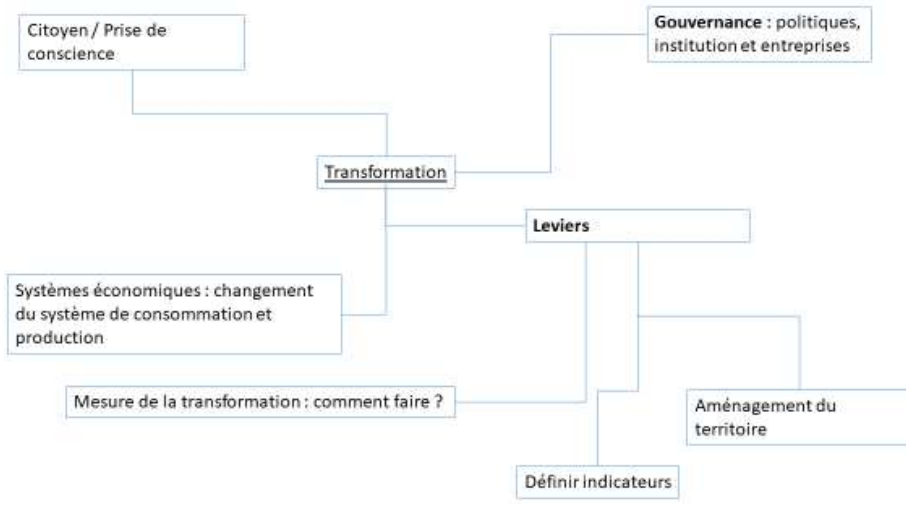 Citoyen / Prise de
conscience
Gouvernance : politiques,
institution et entreprises
Transformation
Leviers
Systèmes économiques : changement
du système de consommation et
production
Mesure de la transformation : comment faire ?
Aménagement du
territoire
Définir indicateurs